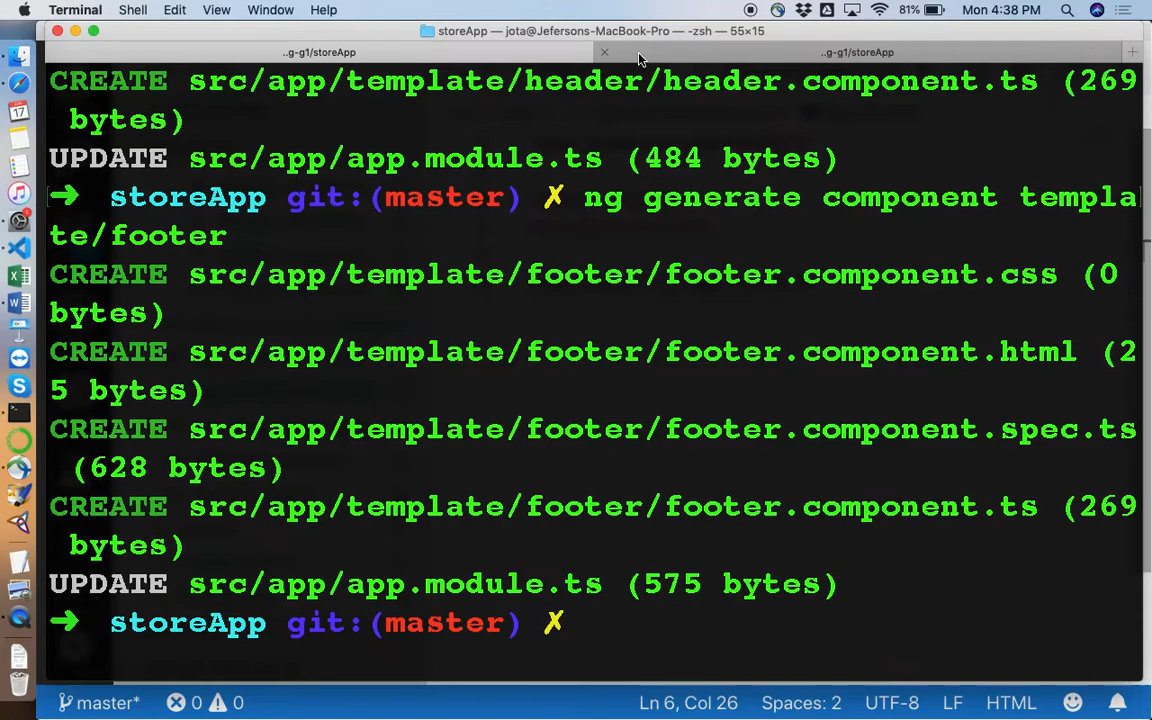 Terminal Shell Edit View Window Help 81% Mon 4:38 PM
storeApp — jota@Jefersons-MacBook-Pro — -zsh — 55×15
..g-g1/storeApp ..g-g1/storeApp
CREATE src/app/template/header/header.component.ts (269
bytes)
UPDATE src/app/app.module.ts (484 bytes)
➜ storeApp git:(master) ✗ ng generate component templa
te/footer
CREATE src/app/template/footer/footer.component.css (0
bytes)
CREATE src/app/template/footer/footer.component.html (2
5 bytes)
CREATE src/app/template/footer/footer.component.spec.ts
(628 bytes)
CREATE src/app/template/footer/footer.component.ts (269
bytes)
UPDATE src/app/app.module.ts (575 bytes)
➜ storeApp git:(master) ✗
master* 0 0 Ln 6, Col 26 Spaces: 2 UTF-8 LF HTML